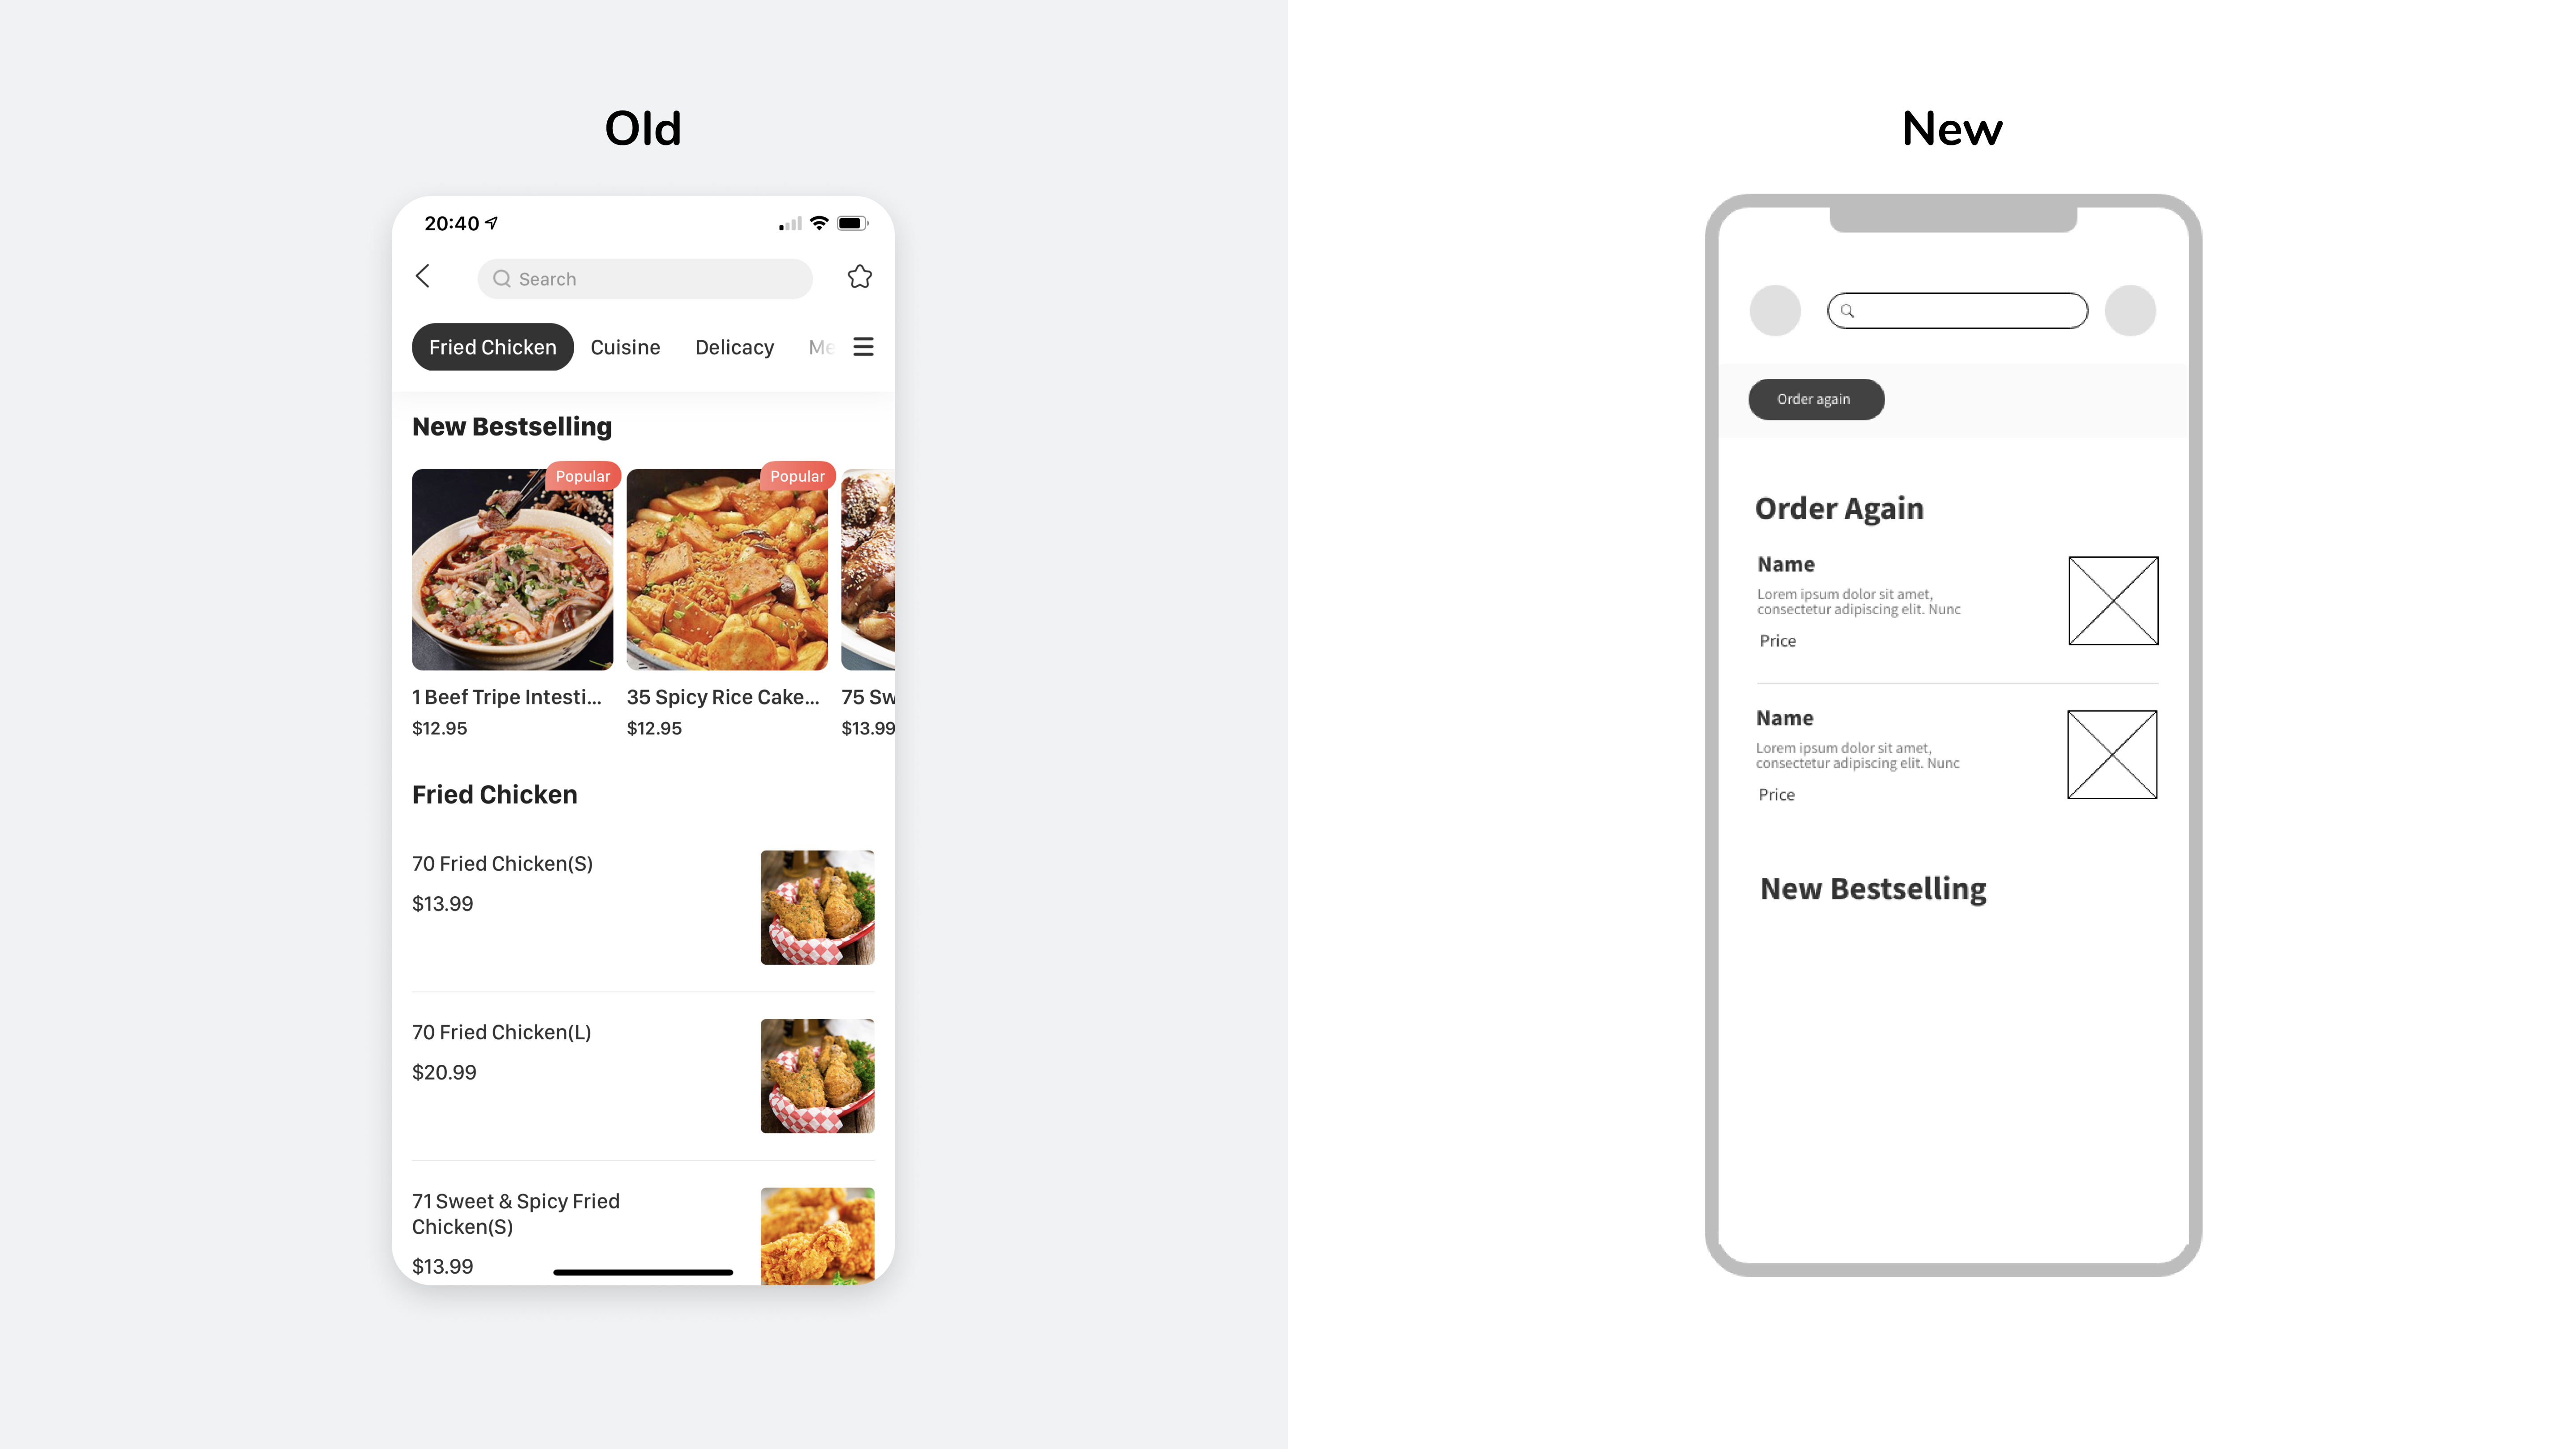 Old
20:40
Search
Fried Chicken Cuisine Delicacy Me
New Bestselling
Popular Popular
1 Beef Tripe Intesti... 35 Spicy Rice Cake... 75 Sw
$12.95 $12.95 $13.99
Fried Chicken
70 Fried Chicken(S)
$13.99
70 Fried Chicken(L)
$20.99
71 Sweet & Spicy Fried
Chicken(S)
$13.99
New
Order again
Order Again
Name
Lorem ipsum dolor sit amet,
consectetur adipiscing elit. Nunc
Price
Name
Lorem ipsum dolor sit amet,
consectetur adipiscing elit. Nunc
Price
New Bestselling